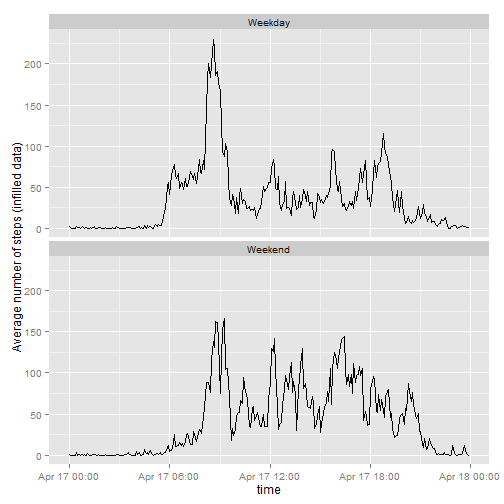 Weekday
200
150
100
50
0
Weekend
200
150
100
50
0
Apr 17 00:00 Apr 17 06:00 Apr 17 12:00 Apr 17 18:00 Apr 18 00:00
time
Average number of steps (infilled data)